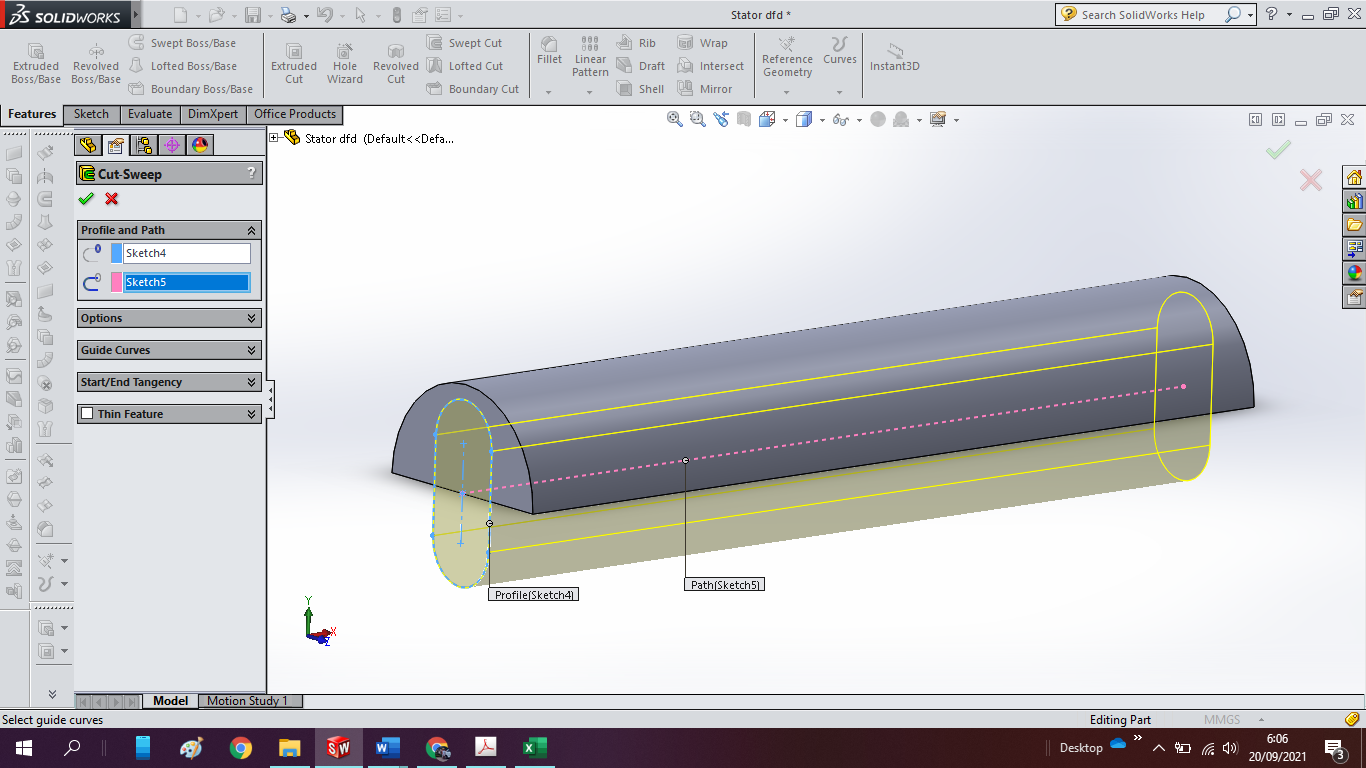 SOLIDWORKS
Stator dfd *
Search SolidWorks Help
?
Extruded Boss/Base
Revolved Boss/Base
Swept Boss/Base
Lofted Boss/Base
Boundary Boss/Base
Extruded Cut
Hole Wizard
Revolved Cut
Swept Cut
Lofted Cut
Boundary Cut
Fillet
Linear Pattern
Rib
Draft
Shell
Wrap
Intersect
Mirror
Reference Geometry
Curves
Instant3D
Features
Sketch
Evaluate
DimXpert
Office Products
Stator dfd (Default<<Defa...
Cut-Sweep
?
Profile and Path
Sketch4
Sketch5
Options
Guide Curves
Start/End Tangency
Thin Feature
Profile(Sketch4)
Path(Sketch5)
Y
X
Z
Model
Motion Study 1
Select guide curves
Editing Part
MMGS
Desktop
6:06
20/09/2021
3